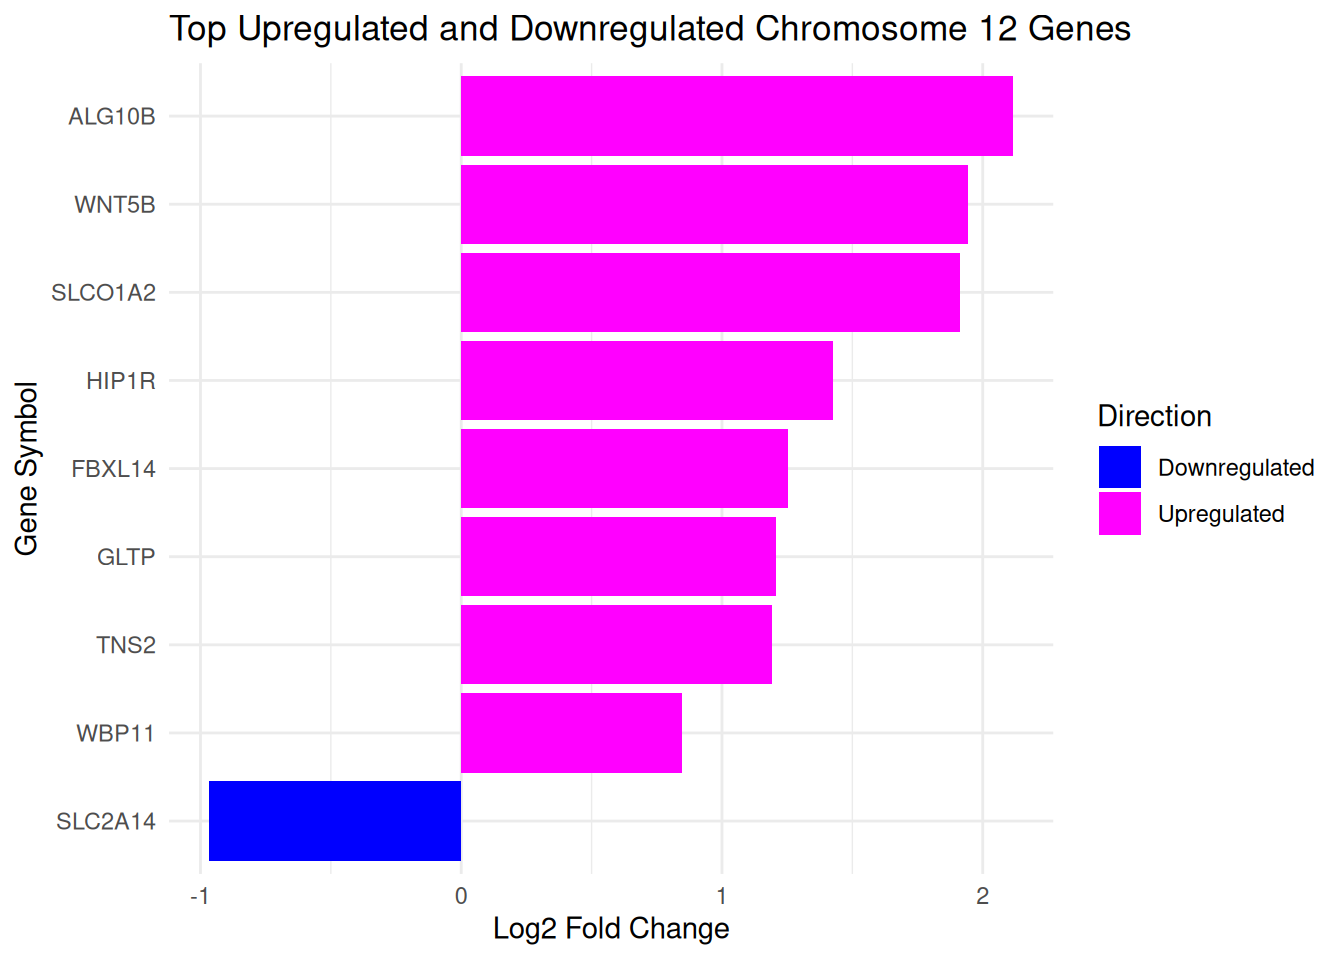 Top Upregulated and Downregulated Chromosome 12 Genes
Gene Symbol
ALG10B
WNT5B
SLCO1A2
HIP1R
FBXL14
GLTP
TNS2
WBP11
SLC2A14
-1
0
1
2
Log2 Fold Change
Direction
Downregulated
Upregulated